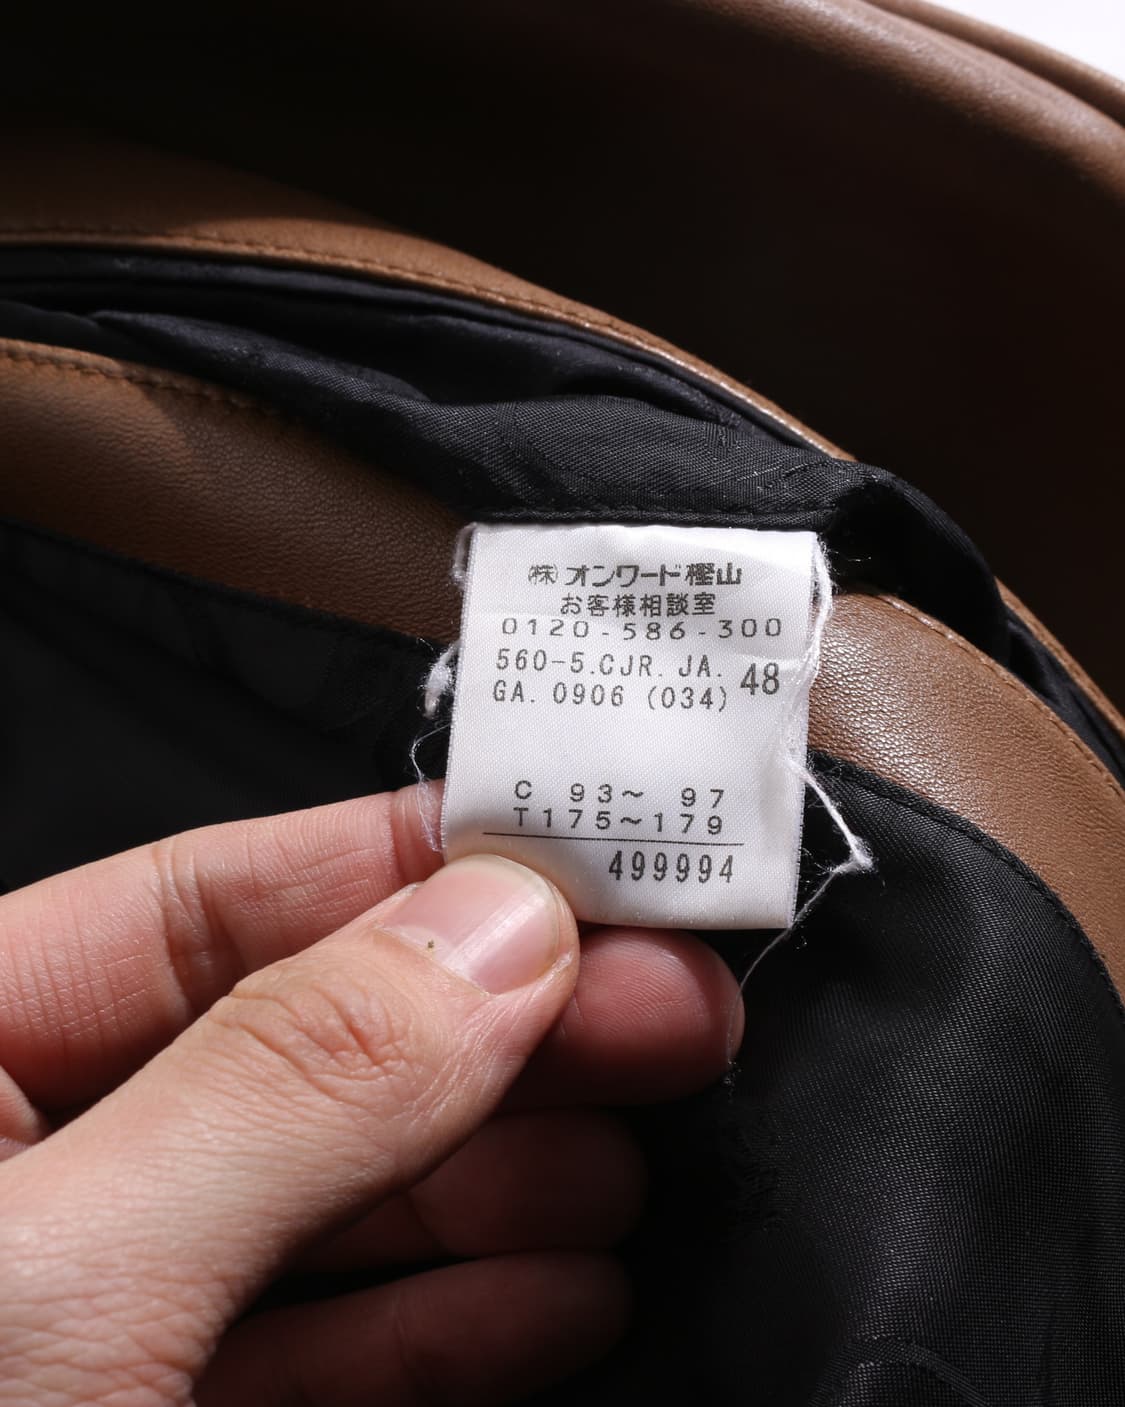 ㈱オンワード樫山
お客様相談室
0120-586-300
560-5.CJR. JA. 48
GA. 0906 (034)
C 93～ 97
T175～179
499994